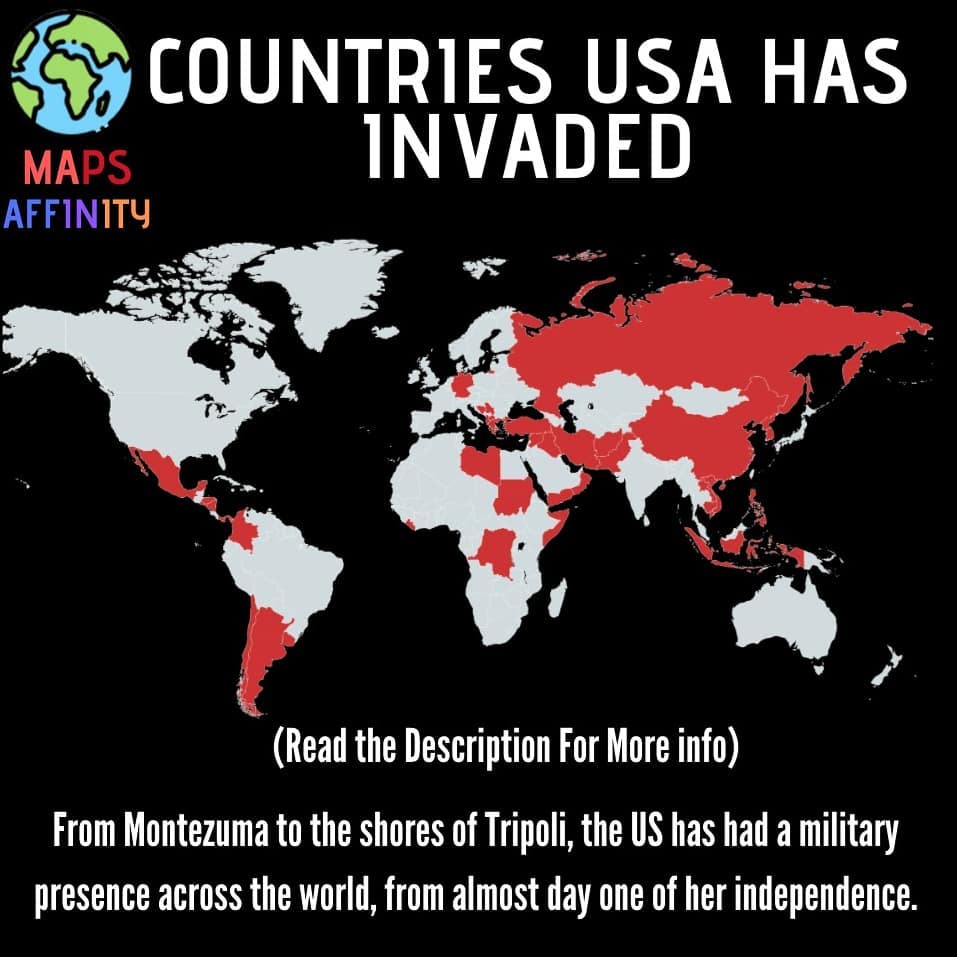 COUNTRIES USA HAS
INVADED
MAPS
AFFINITY
(Read the Description For More info)
From Montezuma to the shores of Tripoli, the US has had a military
presence across the world, from almost day one of her independence.